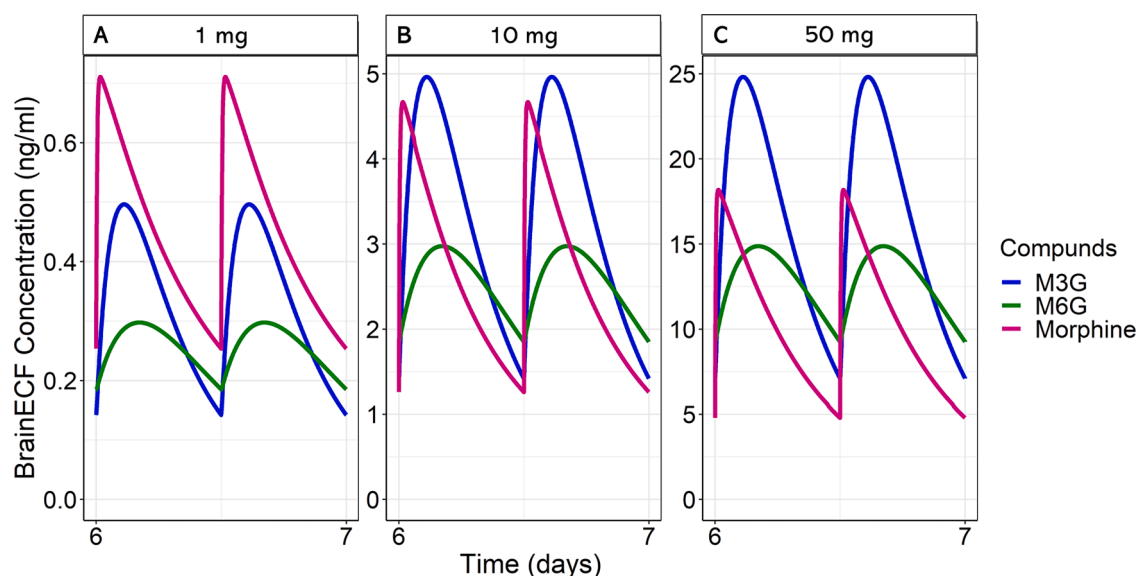 A 1 mg
B 10 mg
C 50 mg
BrainECF Concentration (ng/ml)
0.6
0.4
0.2
0.0
5
4
3
2
1
0
25
20
15
10
5
0
6
7
6
7
6
7
Time (days)
Compunds
M3G
M6G
Morphine